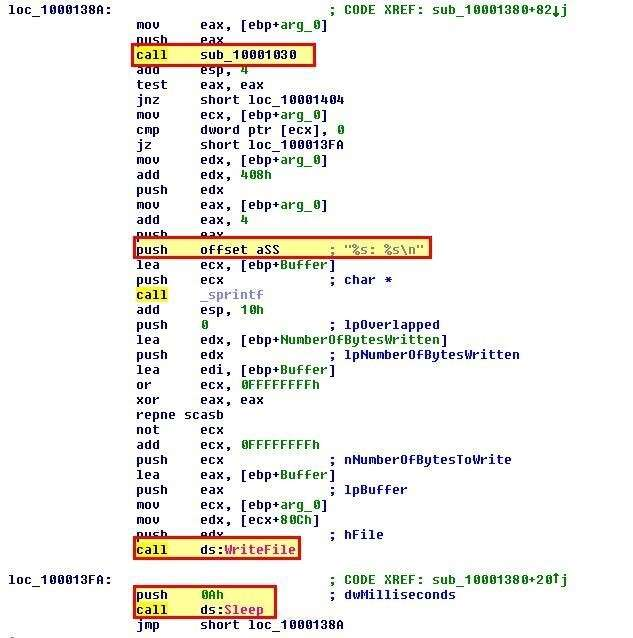 loc_1000138A: ; CODE XREF: sub_10001380+82↓j
mov eax, [ebp+arg_0]
push eax
call sub_10001030
add esp, 4
test eax, eax
jnz short loc_10001404
mov ecx, [ebp+arg_0]
cmp dword ptr [ecx], 0
jz short loc_100013FA
mov edx, [ebp+arg_0]
add edx, 408h
push edx
mov eax, [ebp+arg_0]
add eax, 4
push eax
push offset aSS ; "%s: %s\n"
lea ecx, [ebp+Buffer]
push ecx ; char *
call _sprintf
add esp, 10h
push 0 ; lpOverlapped
lea edx, [ebp+NumberOfBytesWritten]
push edx ; lpNumberOfBytesWritten
lea edi, [ebp+Buffer]
or ecx, 0FFFFFFFFh
xor eax, eax
repne scasb
not ecx
add ecx, 0FFFFFFFFh
push ecx ; nNumberOfBytesToWrite
lea eax, [ebp+Buffer]
push eax ; lpBuffer
mov ecx, [ebp+arg_0]
mov edx, [ecx+80Ch]
push edx ; hFile
call ds:WriteFile
loc_100013FA: ; CODE XREF: sub_10001380+20↑j
push 0Ah ; dwMilliseconds
call ds:Sleep
jmp short loc_1000138A